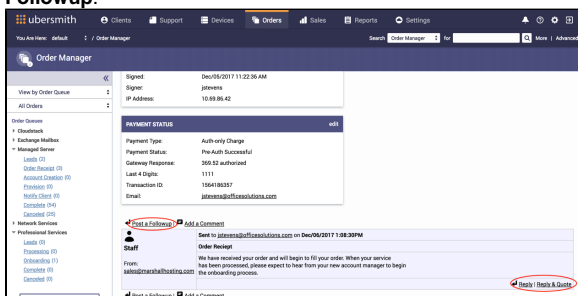 Followup.
ubersmith Clients Support Devices Orders Sales Reports Settings
You Are Here: default / Order Manager Search Order Manager for More | Advanced
Order Manager
Signed: Dec/05/2017 11:22:36 AM
Signer: jstevens
IP Address: 10.69.86.42
View by Order Queue
All Orders
Order Queues
Cloudstack
Exchange Mailbox
Managed Server
Leads (3)
Order Receipt (3)
Account Creation (0)
Provision (0)
Notify Client (0)
Complete (54)
Canceled (25)
Network Services
Professional Services
Leads (0)
Processing (0)
Onboarding (1)
Complete (0)
Canceled (0)
PAYMENT STATUS edit
Payment Type: Auth-only Charge
Payment Status: Pre-Auth Successful
Gateway Response: 369.52 authorized
Last 4 Digits: 1111
Transaction ID: 1564186357
Email: jstevens@officesolutions.com
Post a Followup | Add a Comment
Staff
From:
sales@marshallhosting.com
Sent to jstevens@officesolutions.com on Dec/06/2017 1:08:30PM
Order Reciept
We have received your order and will begin to fill your order. When your service
has been processed, please expect to hear from your new account manager to begin
the onboarding process.
Reply | Reply & Quote
Post a Followup | Add a Comment